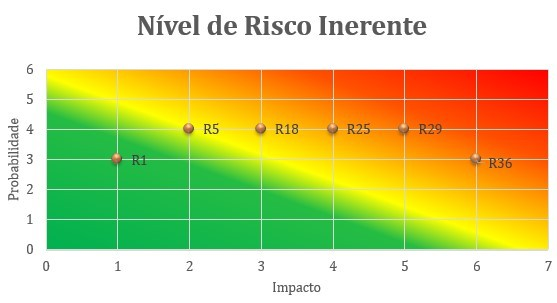 Nível de Risco Inerente
6
5
4
3
2
1
0
Probabilidade
R1
R5
R18
R25
R29
R36
0 1 2 3 4 5 6 7
Impacto